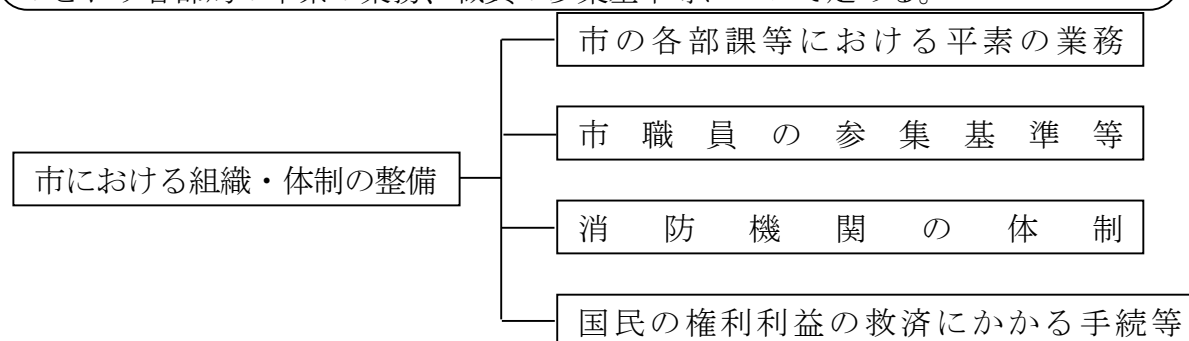 市の各部課等における平素の業務
市職員の参集基準等
市における組織・体制の整備
消防機関の体制
国民の権利利益の救済にかかる手続等